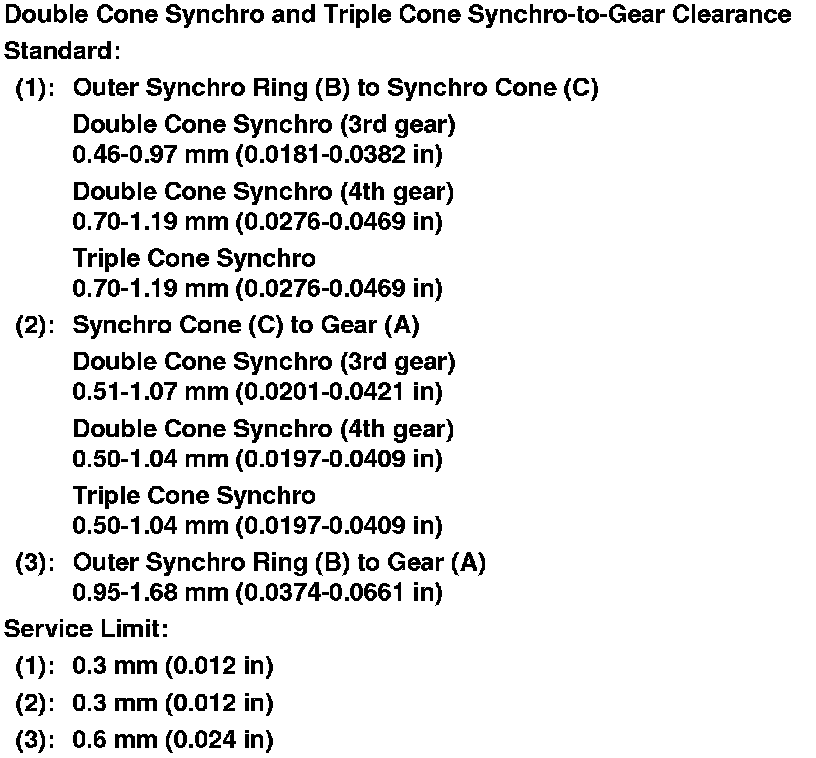 Double Cone Synchro and Triple Cone Synchro-to-Gear Clearance
Standard:
(1): Outer Synchro Ring (B) to Synchro Cone (C)
Double Cone Synchro (3rd gear)
0.46-0.97 mm (0.0181-0.0382 in)
Double Cone Synchro (4th gear)
0.70-1.19 mm (0.0276-0.0469 in)
Triple Cone Synchro
0.70-1.19 mm (0.0276-0.0469 in)
(2): Synchro Cone (C) to Gear (A)
Double Cone Synchro (3rd gear)
0.51-1.07 mm (0.0201-0.0421 in)
Double Cone Synchro (4th gear)
0.50-1.04 mm (0.0197-0.0409 in)
Triple Cone Synchro
0.50-1.04 mm (0.0197-0.0409 in)
(3): Outer Synchro Ring (B) to Gear (A)
0.95-1.68 mm (0.0374-0.0661 in)
Service Limit:
(1): 0.3 mm (0.012 in)
(2): 0.3 mm (0.012 in)
(3): 0.6 mm (0.024 in)